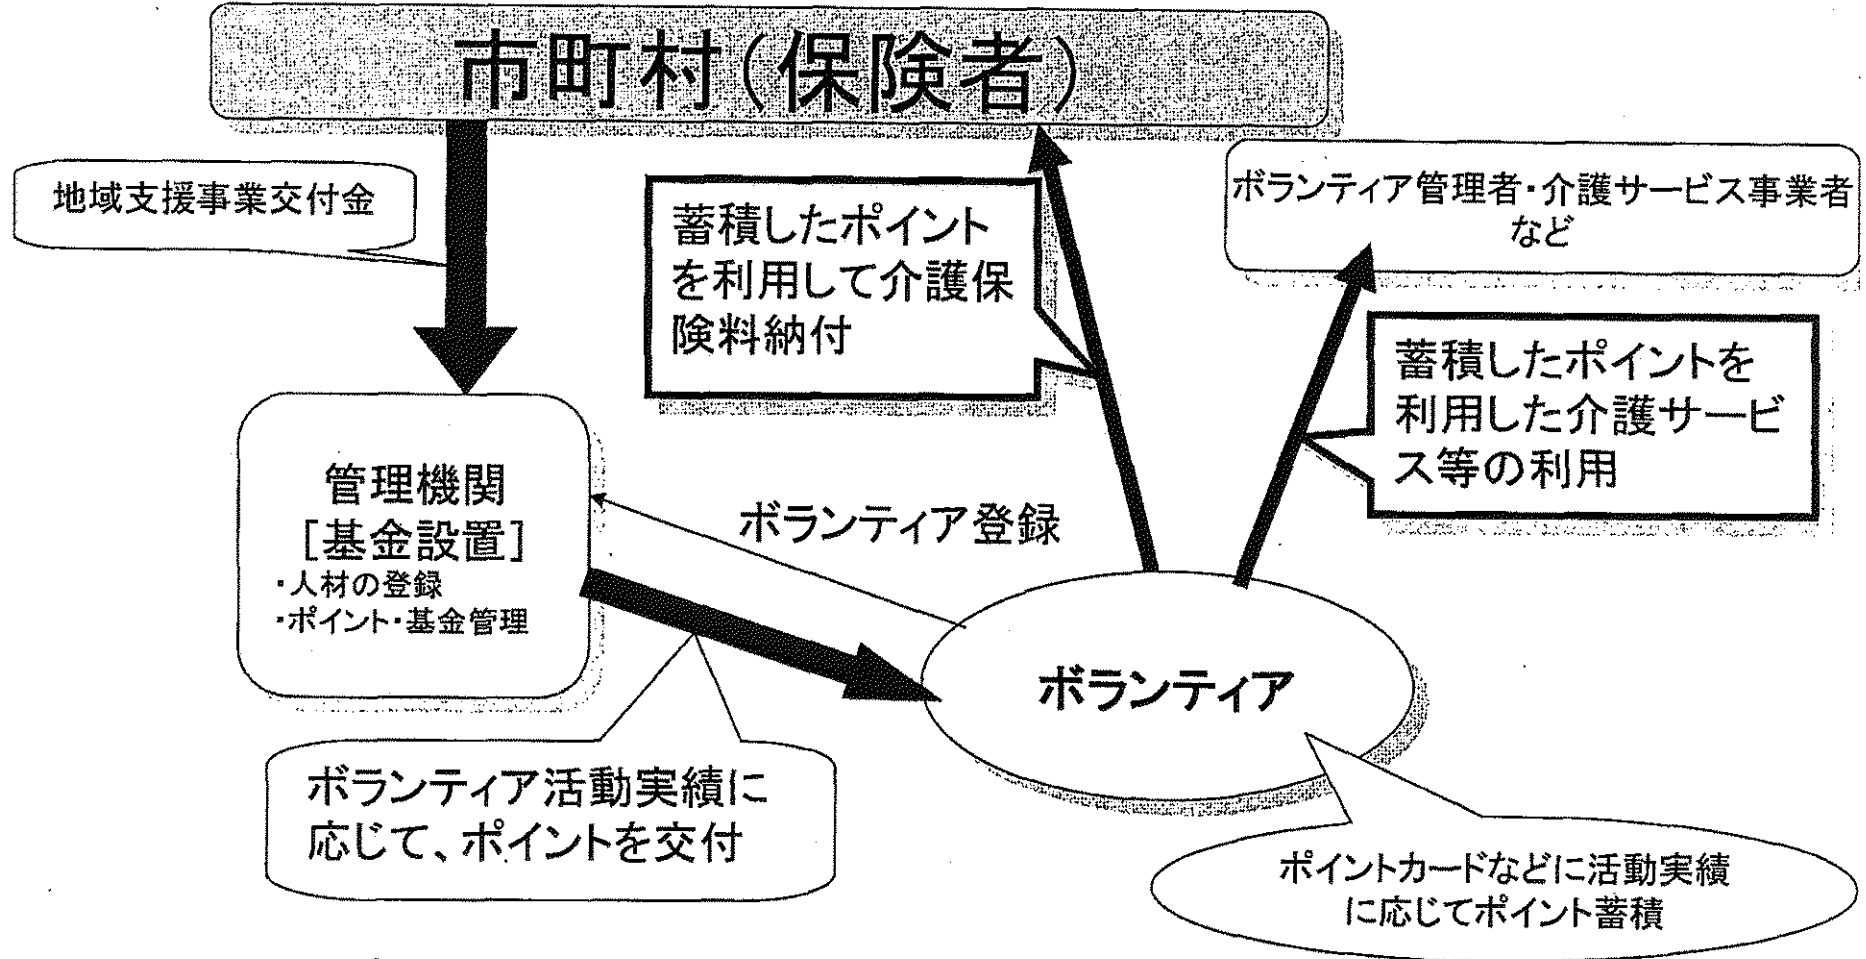 市町村（保険者）
地域支援事業交付金
蓄積したポイント
を利用して介護保
険料納付
ボランティア管理者・介護サービス事業者
など
蓄積したポイントを
利用した介護サービ
ス等の利用
管理機関
［基金設置］
・人材の登録
・ポイント・基金管理
ボランティア登録
ボランティア
ボランティア活動実績に
応じて、ポイントを交付
ポイントカードなどに活動実績
に応じてポイント蓄積